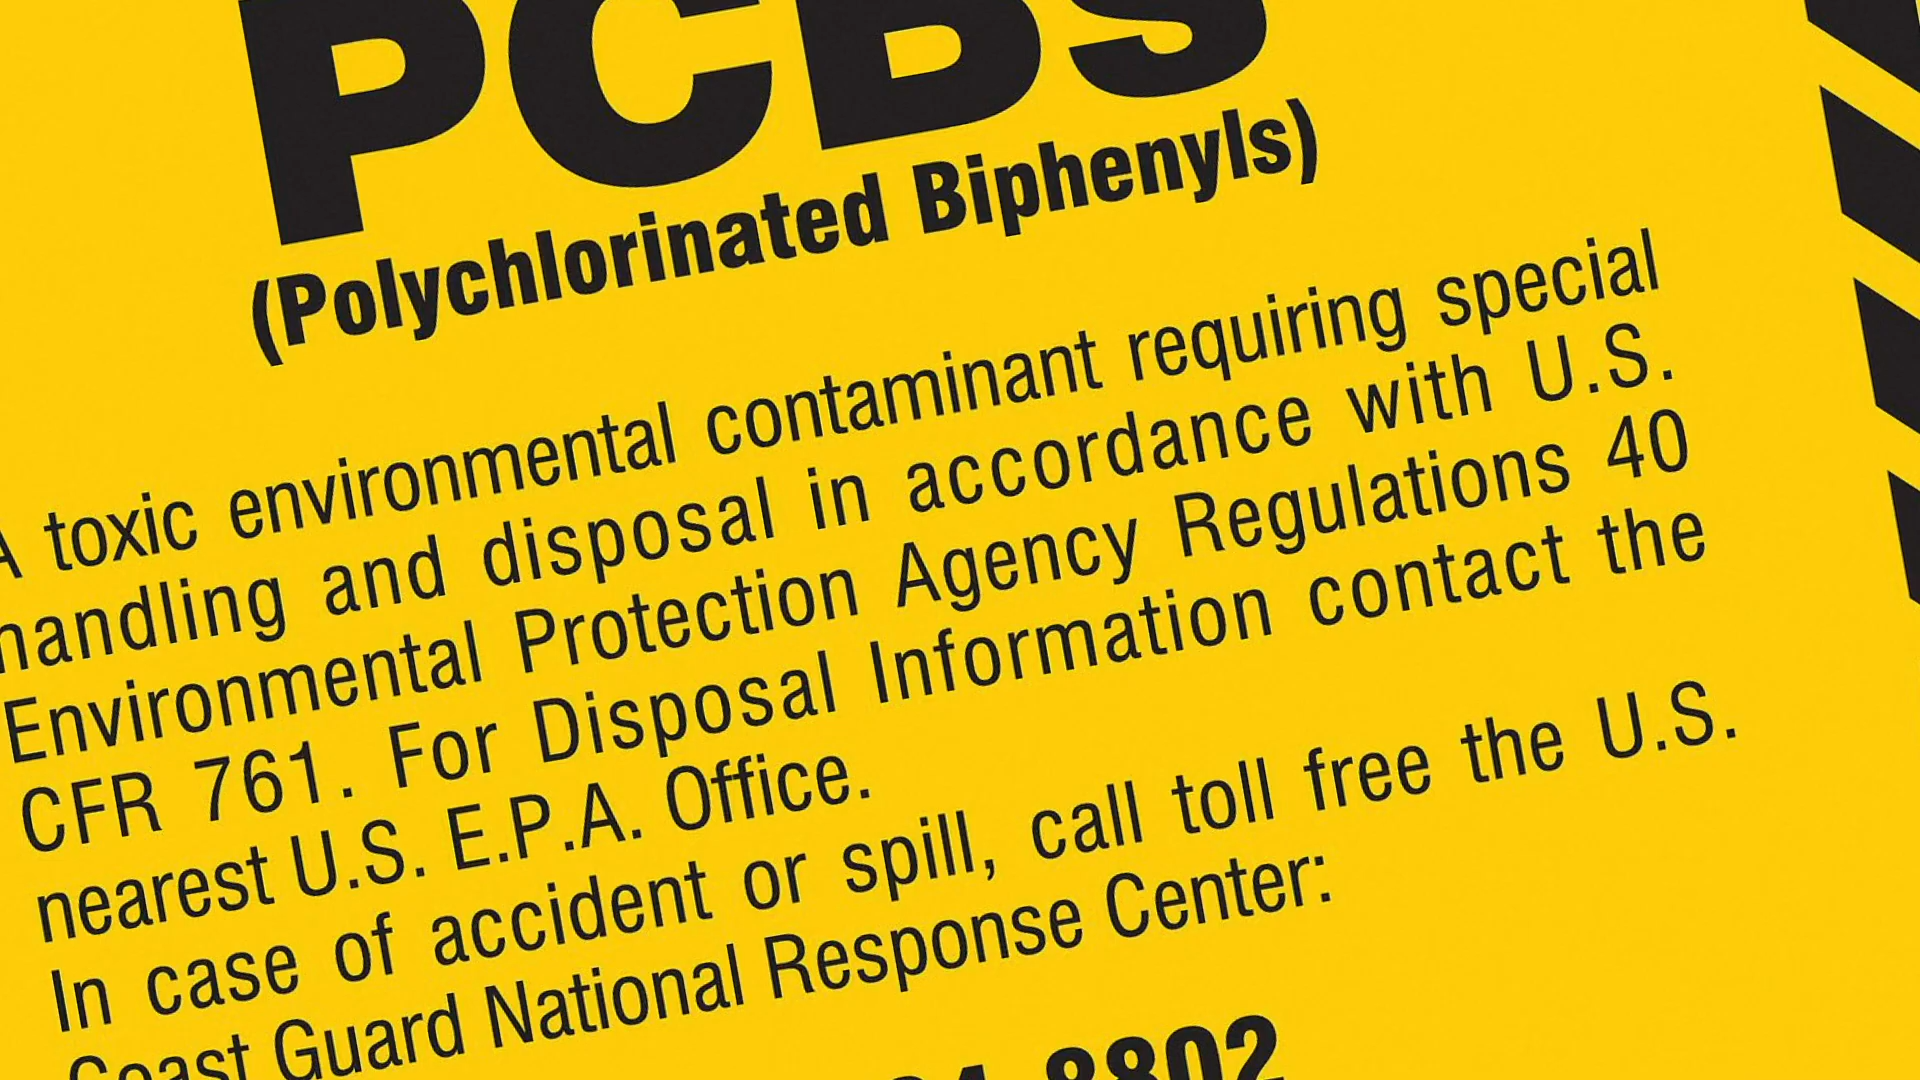 PCBs
(Polychlorinated Biphenyls)
A toxic environmental contaminant requiring special
handling and disposal in accordance with U.S.
Environmental Protection Agency Regulations 40
CFR 761. For Disposal Information contact the
nearest U.S. E.P.A. Office.
In case of accident or spill, call toll free the U.S.
Coast Guard National Response Center:
8802